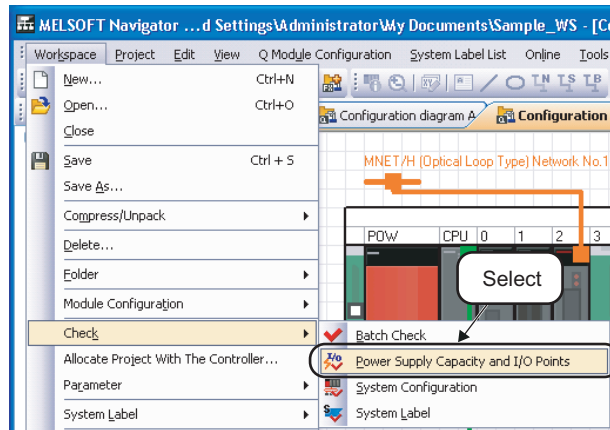 MELSOFT Navigator ...d Settings\Administrator\My Documents\Sample_WS - [Co
Workspace Project Edit View Q Module Configuration System Label List Online Tools
New... Ctrl+N
Open... Ctrl+O
Close
Save Ctrl + S
Save As...
Compress/Unpack
Delete...
Folder
Module Configuration
Check
Allocate Project With The Controller...
Parameter
System Label
Configuration diagram A
Configuration
MNET/H (Optical Loop Type) Network No.1
POW CPU 0 1 2 3
Select
Batch Check
Power Supply Capacity and I/O Points
System Configuration
System Label